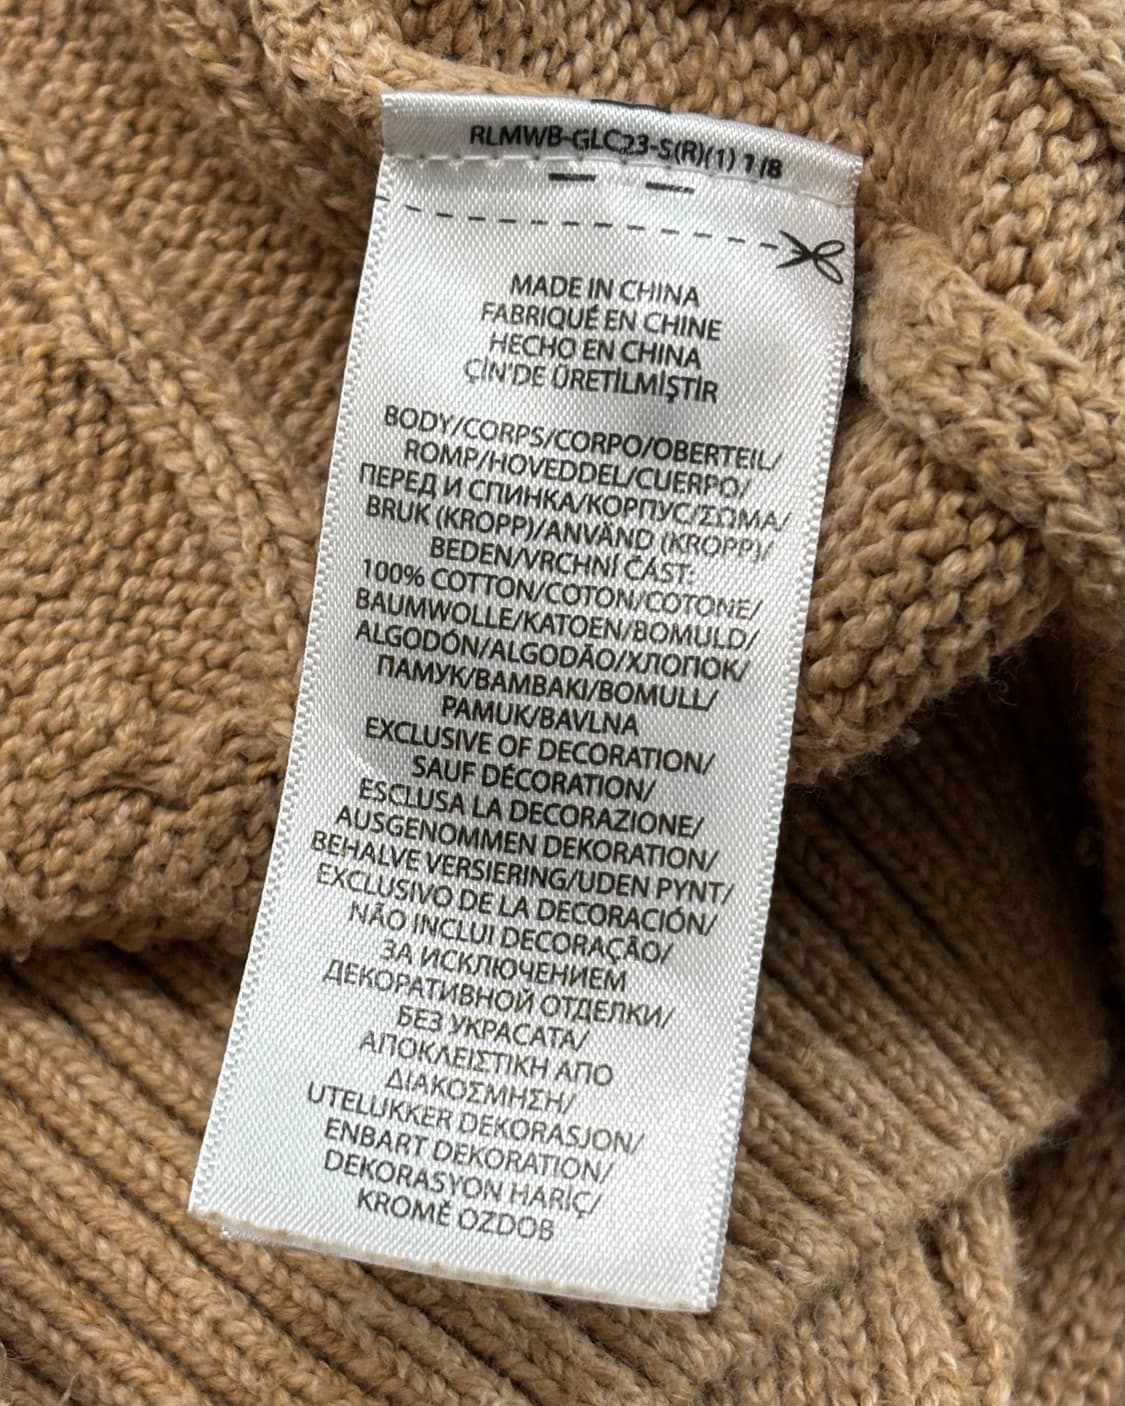 RLMWB-GLC23-S(R)(1) 1/8
MADE IN CHINA
FABRIQUÉ EN CHINE
HECHO EN CHINA
ÇİN'DE ÜRETİLMİŞTİR
BODY/CORPS/CORPO/OBERTEIL/
ROMP/HOVEDDEL/CUERPO/
ПЕРЕД И СПИНКА/КОРПУС/ΣΩΜΑ/
BRUK (KROPP)/ANVÄND (KROPP)/
BEDEN/VRCHNÍ ČÁST:
100% COTTON/COTON/COTONE/
BAUMWOLLE/KATOEN/BOMULD/
ALGODÓN/ALGODÃO/ХЛОПОК/
ПАМУК/ΒΑΜΒΑΚΙ/BOMULL/
PAMUK/BAVLNA
EXCLUSIVE OF DECORATION/
SAUF DÉCORATION/
ESCLUSA LA DECORAZIONE/
AUSGENOMMEN DEKORATION/
BEHALVE VERSIERING/UDEN PYNT/
EXCLUSIVO DE LA DECORACIÓN/
NÃO INCLUI DECORAÇÃO/
ЗА ИСКЛЮЧЕНИЕМ
ДЕКОРАТИВНОЙ ОТДЕЛКИ/
БЕЗ УКРАСАТА/
ΑΠΟΚΛΕΙΣΤΙΚΗ ΑΠΟ
ΔΙΑΚΟΣΜΗΣΗ/
UTELUKKER DEKORASJON/
ENBART DEKORATION/
DEKORASYON HARİÇ/
KROMĚ OZDOB